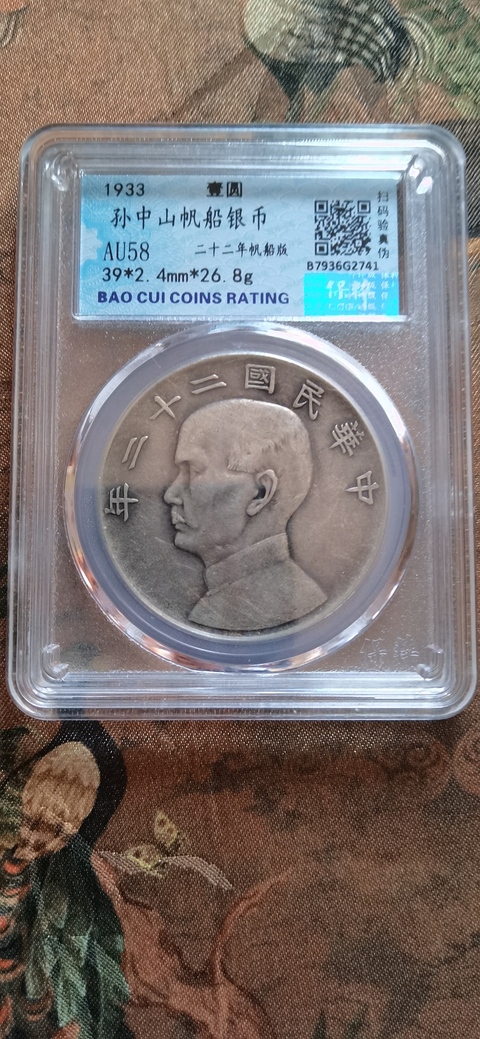 1933 壹圆
孙中山帆船银币
AU58 二十二年帆船版
39*2.4mm*26.8g
BAO CUI COINS RATING
扫码验真伪
B7936G2741
中華民國二十二年